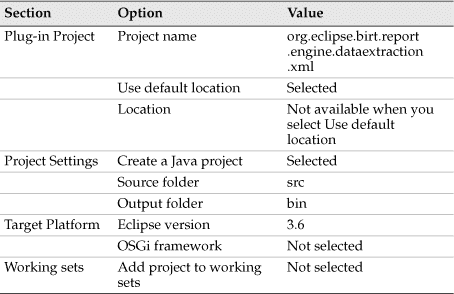 Section Option Value
Plug-in Project Project name org.eclipse.birt.report
.engine.dataextraction
.xml
Use default location Selected
Location Not available when you
select Use default
location
Project Settings Create a Java project Selected
Source folder src
Output folder bin
Target Platform Eclipse version 3.6
OSGi framework Not selected
Working sets Add project to working Not selected
sets